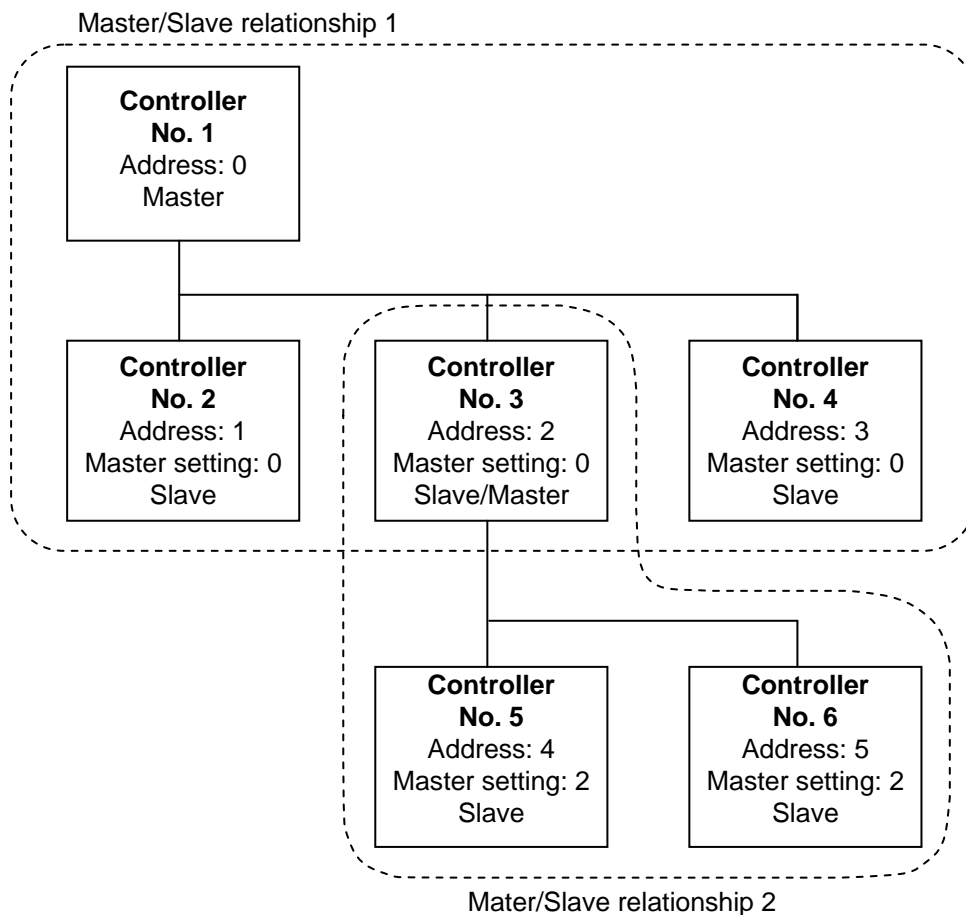 Master/Slave relationship 1
Controller
No. 1
Address: 0
Master
Controller
No. 2
Address: 1
Master setting: 0
Slave
Controller
No. 3
Address: 2
Master setting: 0
Slave/Master
Controller
No. 4
Address: 3
Master setting: 0
Slave
Controller
No. 5
Address: 4
Master setting: 2
Slave
Controller
No. 6
Address: 5
Master setting: 2
Slave
Mater/Slave relationship 2